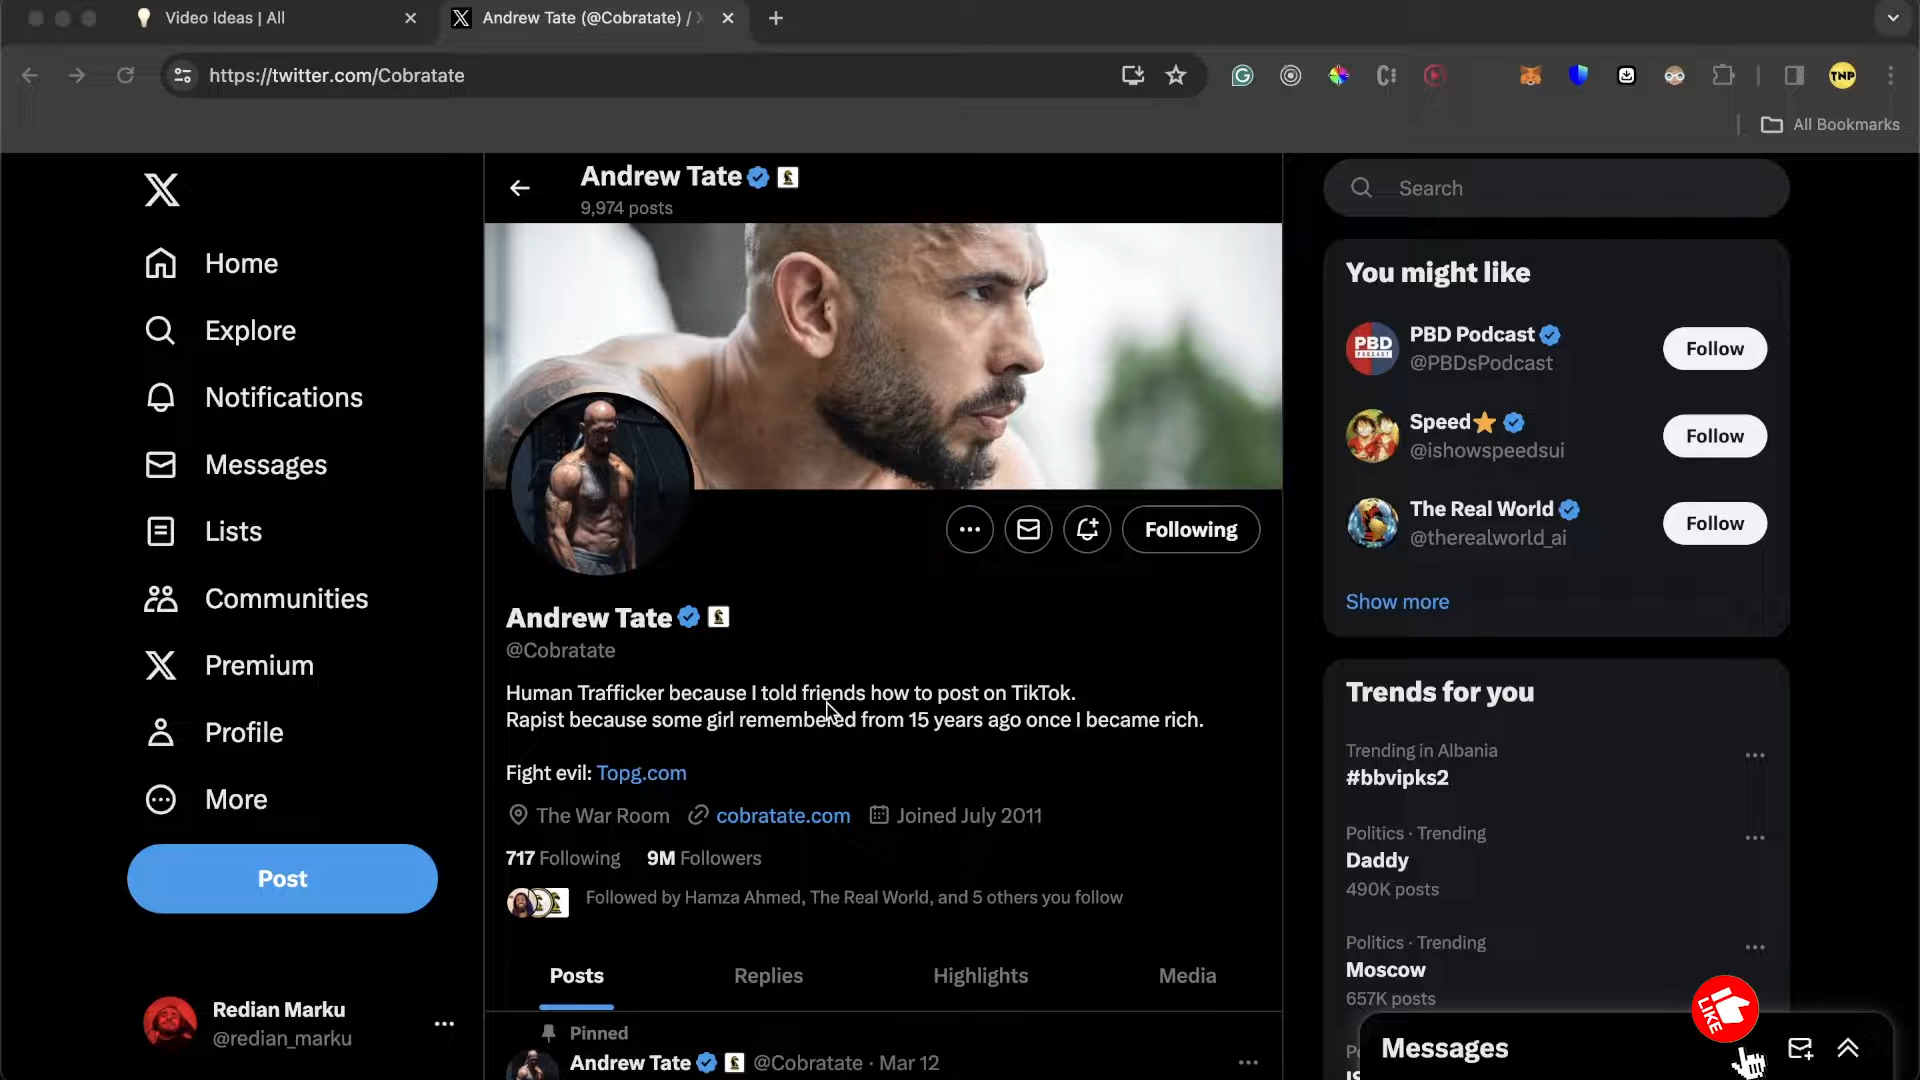 Video Ideas | All
Andrew Tate (@Cobratate) /
https://twitter.com/Cobratate
TNP
All Bookmarks
Andrew Tate
9,974 posts
Search
Home
Explore
Notifications
Messages
Lists
Communities
Premium
Profile
More
Post
Redian Marku
@redian_marku
Following
Andrew Tate
@Cobratate
Human Trafficker because I told friends how to post on TikTok.
Rapist because some girl remembered from 15 years ago once I became rich.
Fight evil: Topg.com
The War Room cobratate.com Joined July 2011
717 Following 9M Followers
Followed by Hamza Ahmed, The Real World, and 5 others you follow
Posts Replies Highlights Media
Pinned
Andrew Tate @Cobratate · Mar 12
You might like
PBD PODCAST
PBD Podcast
@PBDsPodcast
Follow
Speed
@ishowspeedsui
Follow
The Real World
@therealworld_ai
Follow
Show more
Trends for you
Trending in Albania
#bbvipks2
Politics · Trending
Daddy
490K posts
Politics · Trending
Moscow
657K posts
LIKE
Messages